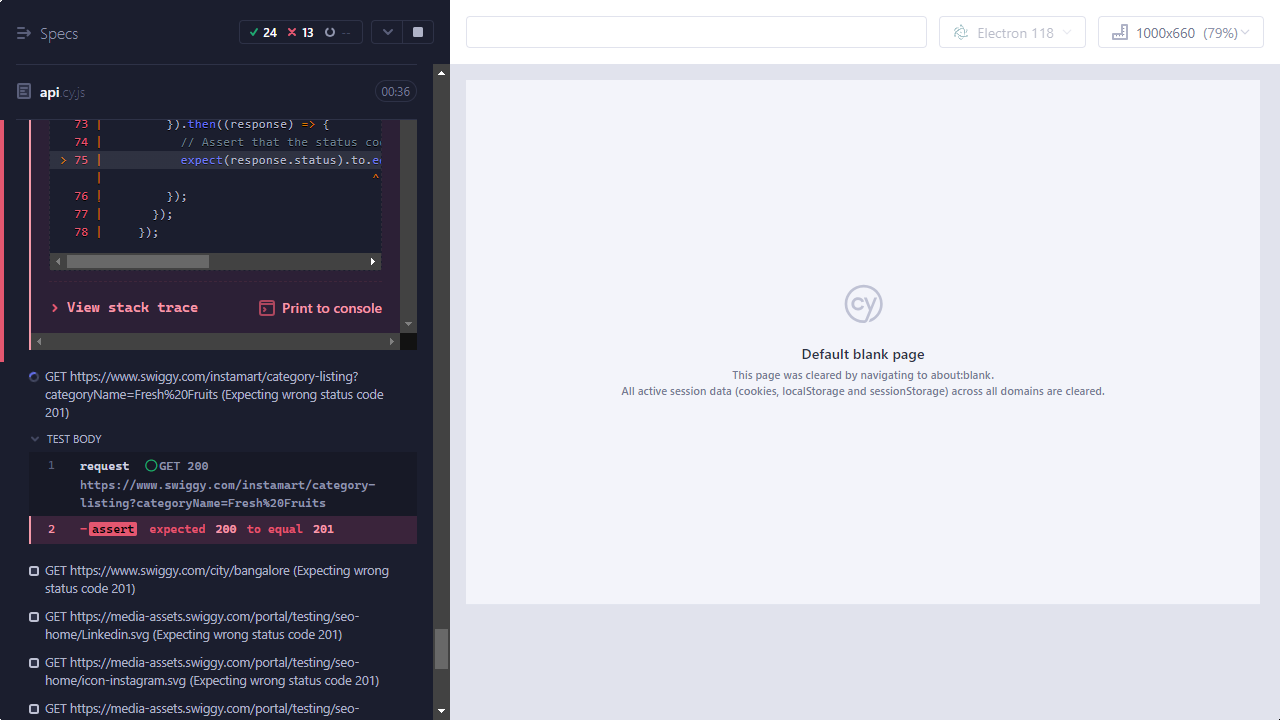 Specs
24 13 --
Electron 118
1000x660 (79%)
api.cy.js
00:36
73 | }).then((response) => {
74 | // Assert that the status co
> 75 | expect(response.status).to.e
| ^
76 | });
77 | });
78 | });
View stack trace
Print to console
GET https://www.swiggy.com/instamart/category-listing?
categoryName=Fresh%20Fruits (Expecting wrong status code
201)
TEST BODY
1 request GET 200
https://www.swiggy.com/instamart/category-
listing?categoryName=Fresh%20Fruits
2 -assert expected 200 to equal 201
GET https://www.swiggy.com/city/bangalore (Expecting wrong
status code 201)
GET https://media-assets.swiggy.com/portal/testing/seo-
home/Linkedin.svg (Expecting wrong status code 201)
GET https://media-assets.swiggy.com/portal/testing/seo-
home/icon-instagram.svg (Expecting wrong status code 201)
GET https://media-assets.swiggy.com/portal/testing/seo-
cy
Default blank page
This page was cleared by navigating to about:blank.
All active session data (cookies, localStorage and sessionStorage) across all domains are cleared.